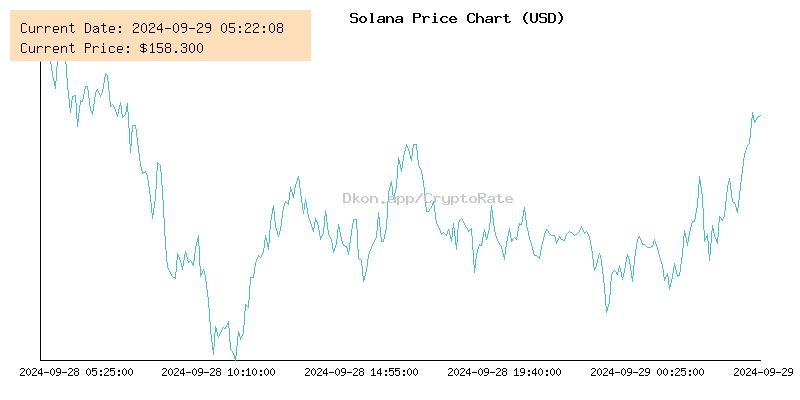 Solana Price Chart (USD)
Current Date: 2024-09-29 05:22:08
Current Price: $158.300
Dkon.app/CryptoRate
2024-09-28 05:25:00 2024-09-28 10:10:00 2024-09-28 14:55:00 2024-09-28 19:40:00 2024-09-29 00:25:00 2024-09-29